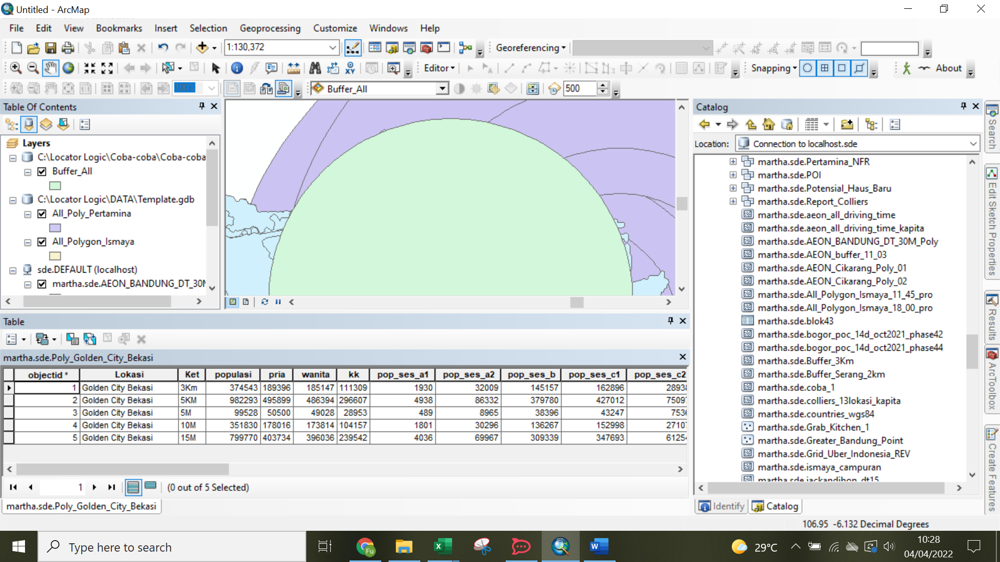 Untitled - ArcMap
File Edit View Bookmarks Insert Selection Geoprocessing Customize Windows Help
1:130,372 Georeferencing
Editor Snapping About
100% Buffer_All 500
Table Of Contents
Layers
C:\Locator Logic\Coba-coba\Coba-coba
Buffer_All
C:\Locator Logic\DATA\Template.gdb
All_Poly_Pertamina
All_Polygon_Ismaya
sde.DEFAULT (localhost)
martha.sde.AEON_BANDUNG_DT_30M
Catalog
Location: Connection to localhost.sde
martha.sde.Pertamina_NFR
martha.sde.POI
martha.sde.Potensial_Haus_Baru
martha.sde.Report_Colliers
martha.sde.aeon_all_driving_time
martha.sde.aeon_all_driving_time_kapita
martha.sde.AEON_BANDUNG_DT_30M_Poly
martha.sde.AEON_buffer_11_03
martha.sde.AEON_Cikarang_Poly_01
martha.sde.AEON_Cikarang_Poly_02
martha.sde.All_Polygon_Ismaya_11_45_pro
martha.sde.All_Polygon_Ismaya_18_00_pro
martha.sde.blok43
martha.sde.bogor_poc_14d_oct2021_phase42
martha.sde.bogor_poc_14d_oct2021_phase44
martha.sde.Buffer_3Km
martha.sde.Buffer_Serang_2km
martha.sde.coba_1
martha.sde.colliers_13lokasi_kapita
martha.sde.countries_wgs84
martha.sde.Grab_Kitchen_1
martha.sde.Greater_Bandung_Point
martha.sde.Grid_Uber_Indonesia_REV
martha.sde.ismaya_campuran
martha.sde.jackandjhon_dt15
Identify Catalog
Search
Edit Sketch Properties
Results
ArcToolbox
Create Features
Table
martha.sde.Poly_Golden_City_Bekasi
objectid * Lokasi Ket populasi pria wanita kk pop_ses_a1 pop_ses_a2 pop_ses_b pop_ses_c1 pop_ses_c2
1 Golden City Bekasi 3Km 374543 189396 185147 111309 1930 32009 145157 162896 2893
2 Golden City Bekasi 5KM 982293 495899 486394 296607 4938 86332 379780 427012 7509
3 Golden City Bekasi 5M 99528 50500 49028 28953 489 8965 38396 43247 753
4 Golden City Bekasi 10M 351830 178016 173814 104157 1801 30296 136267 152998 2710
5 Golden City Bekasi 15M 799770 403734 396036 239542 4036 69967 309339 347693 6125
1 (0 out of 5 Selected)
martha.sde.Poly_Golden_City_Bekasi
106.95 -6.132 Decimal Degrees
Type here to search
29°C
10:28
04/04/2022